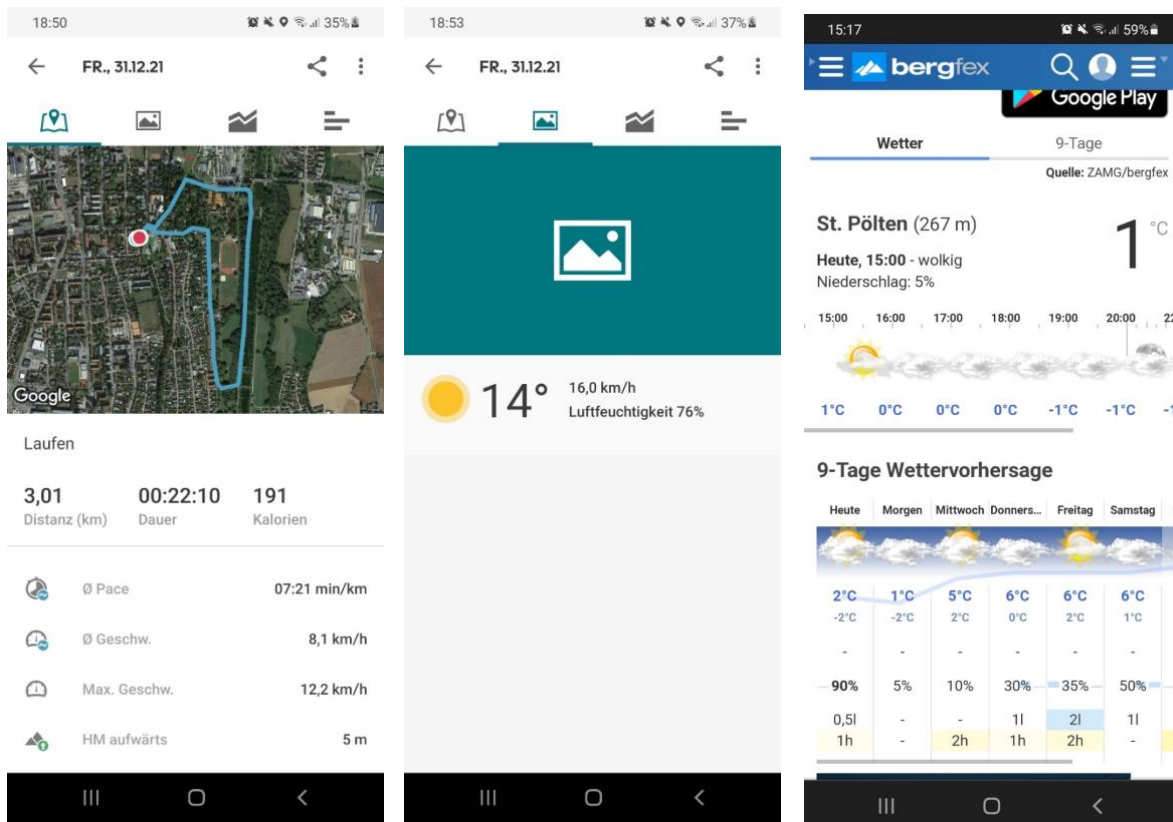 18:50
35%
FR., 31.12.21
Google
Laufen
3,01 00:22:10 191
Distanz (km) Dauer Kalorien
Ø Pace 07:21 min/km
Ø Geschw. 8,1 km/h
Max. Geschw. 12,2 km/h
HM aufwärts 5 m
18:53
37%
FR., 31.12.21
14° 16,0 km/h
Luftfeuchtigkeit 76%
15:17
59%
bergfex
Google Play
Wetter 9-Tage
Quelle: ZAMG/bergfex
St. Pölten (267 m) 1 °C
Heute, 15:00 - wolkig
Niederschlag: 5%
15:00 16:00 17:00 18:00 19:00 20:00 22
1°C 0°C 0°C 0°C -1°C -1°C -1
9-Tage Wettervorhersage
Heute Morgen Mittwoch Donners... Freitag Samstag
2°C 1°C 5°C 6°C 6°C 6°C
-2°C -2°C 2°C 0°C 2°C 1°C
- - - - - -
90% 5% 10% 30% 35% 50%
0,5l - - 1l 2l 1l
1h - 2h 1h 2h -